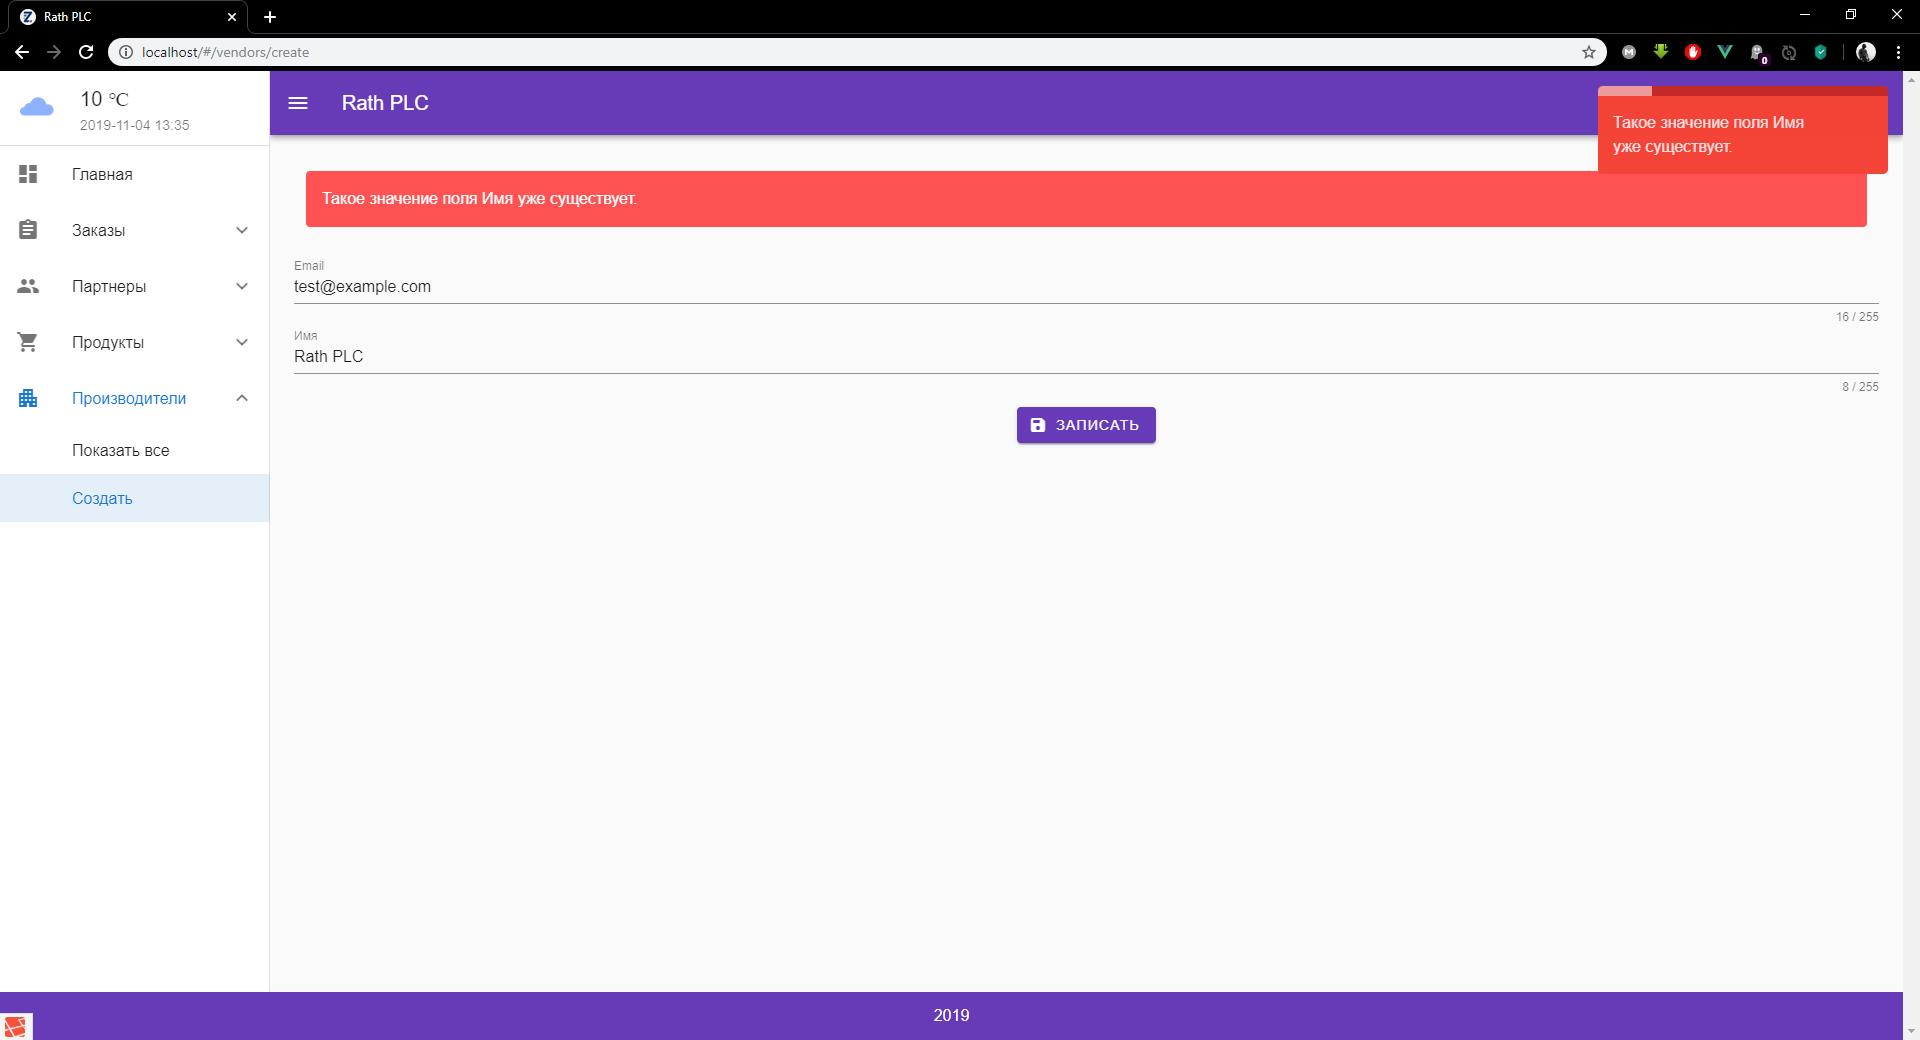 Rath PLC
localhost/#/vendors/create
0
10 °C
2019-11-04 13:35
Rath PLC
Такое значение поля Имя
уже существует.
Главная
Заказы
Партнеры
Продукты
Производители
Показать все
Создать
Такое значение поля Имя уже существует.
Email
test@example.com
16 / 255
Имя
Rath PLC
8 / 255
ЗАПИСАТЬ
2019